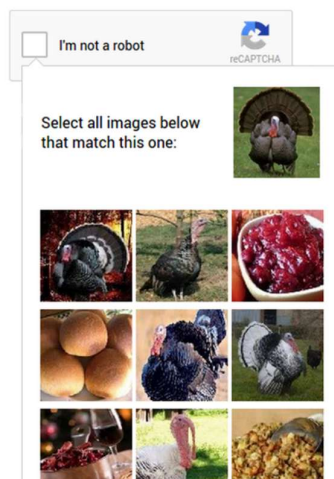 I'm not a robot
reCAPTCHA
Select all images below
that match this one: